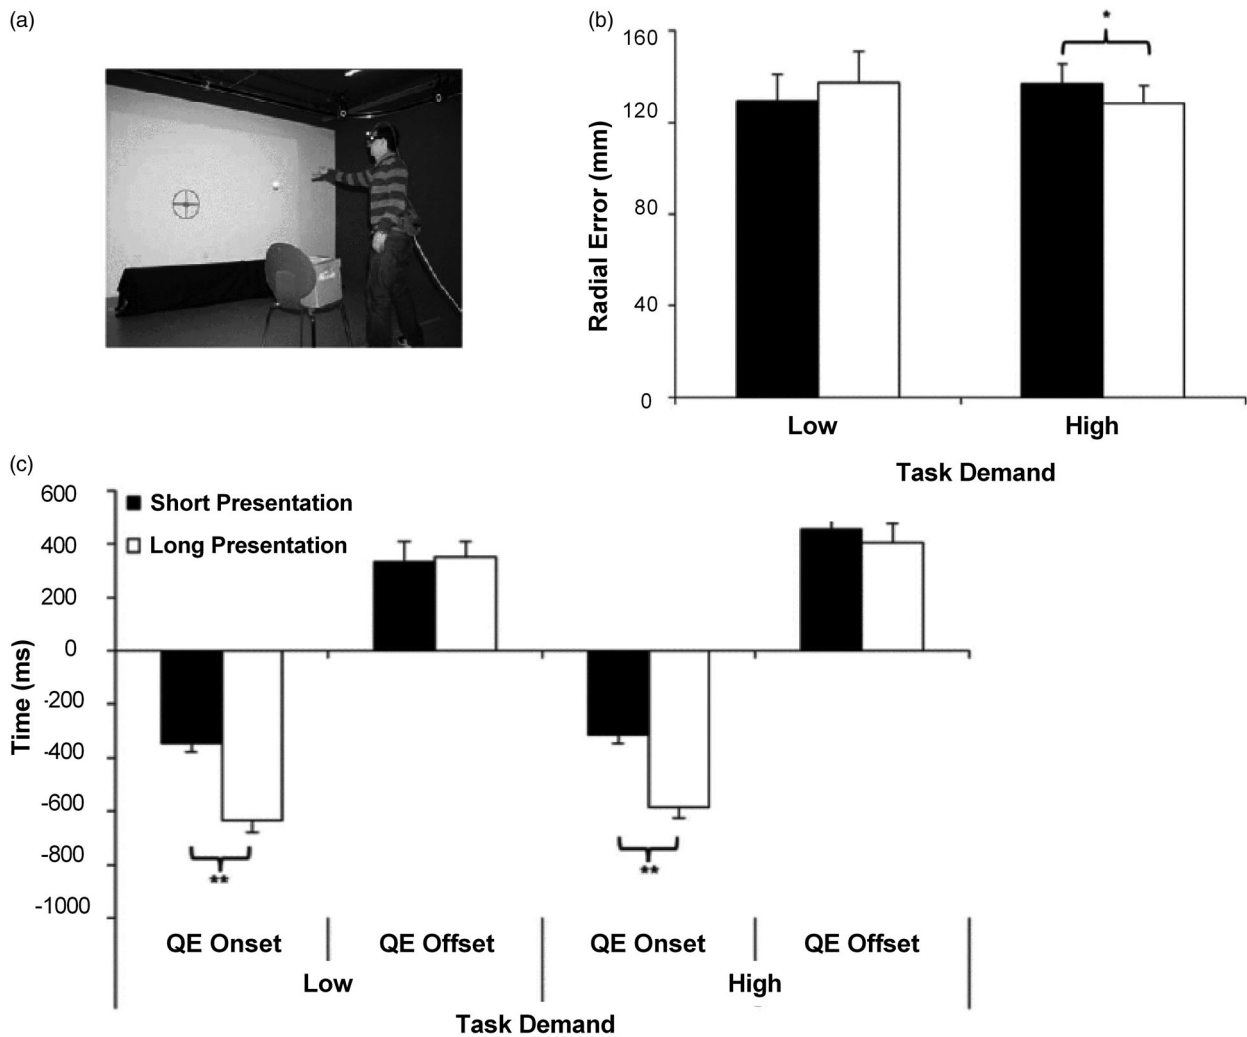 (a)
(b)
*
160
120
80
40
0
Radial Error (mm)
Low
High
Task Demand
(c)
600
400
200
0
-200
-400
-600
-800
-1000
Time (ms)
Short Presentation
Long Presentation
**
**
QE Onset
QE Offset
QE Onset
QE Offset
Low
High
Task Demand